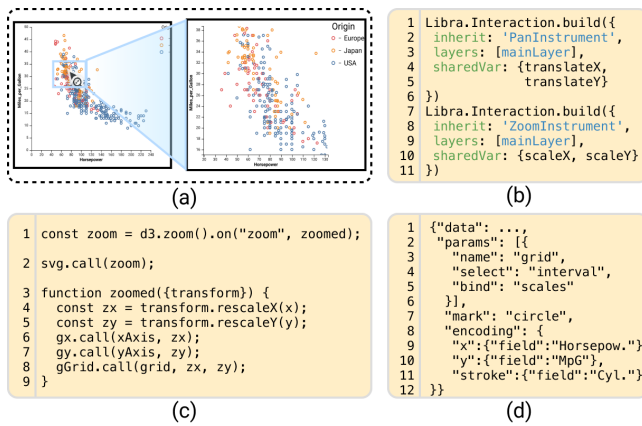 Origin
- Europe
- Japan
- USA
Miles_per_Gallon
Horsepower
Miles_per_Gallon
Horsepower
(a)
1 Libra.Interaction.build({
2 inherit: 'PanInstrument',
3 layers: [mainLayer],
4 sharedVar: {translateX,
5 translateY}
6 })
7 Libra.Interaction.build({
8 inherit: 'ZoomInstrument',
9 layers: [mainLayer],
10 sharedVar: {scaleX, scaleY}
11 })
(b)
1 const zoom = d3.zoom().on("zoom", zoomed);
2 svg.call(zoom);
3 function zoomed({transform}) {
4 const zx = transform.rescaleX(x);
5 const zy = transform.rescaleY(y);
6 gx.call(xAxis, zx);
7 gy.call(yAxis, zy);
8 gGrid.call(grid, zx, zy);
9 }
(c)
1 {"data": ...,
2 "params": [{
3 "name": "grid",
4 "select": "interval",
5 "bind": "scales"
6 }],
7 "mark": "circle",
8 "encoding": {
9 "x":{"field":"Horsepow."},
10 "y":{"field":"MpG"},
11 "stroke":{"field":"Cyl."}
12 }}
(d)